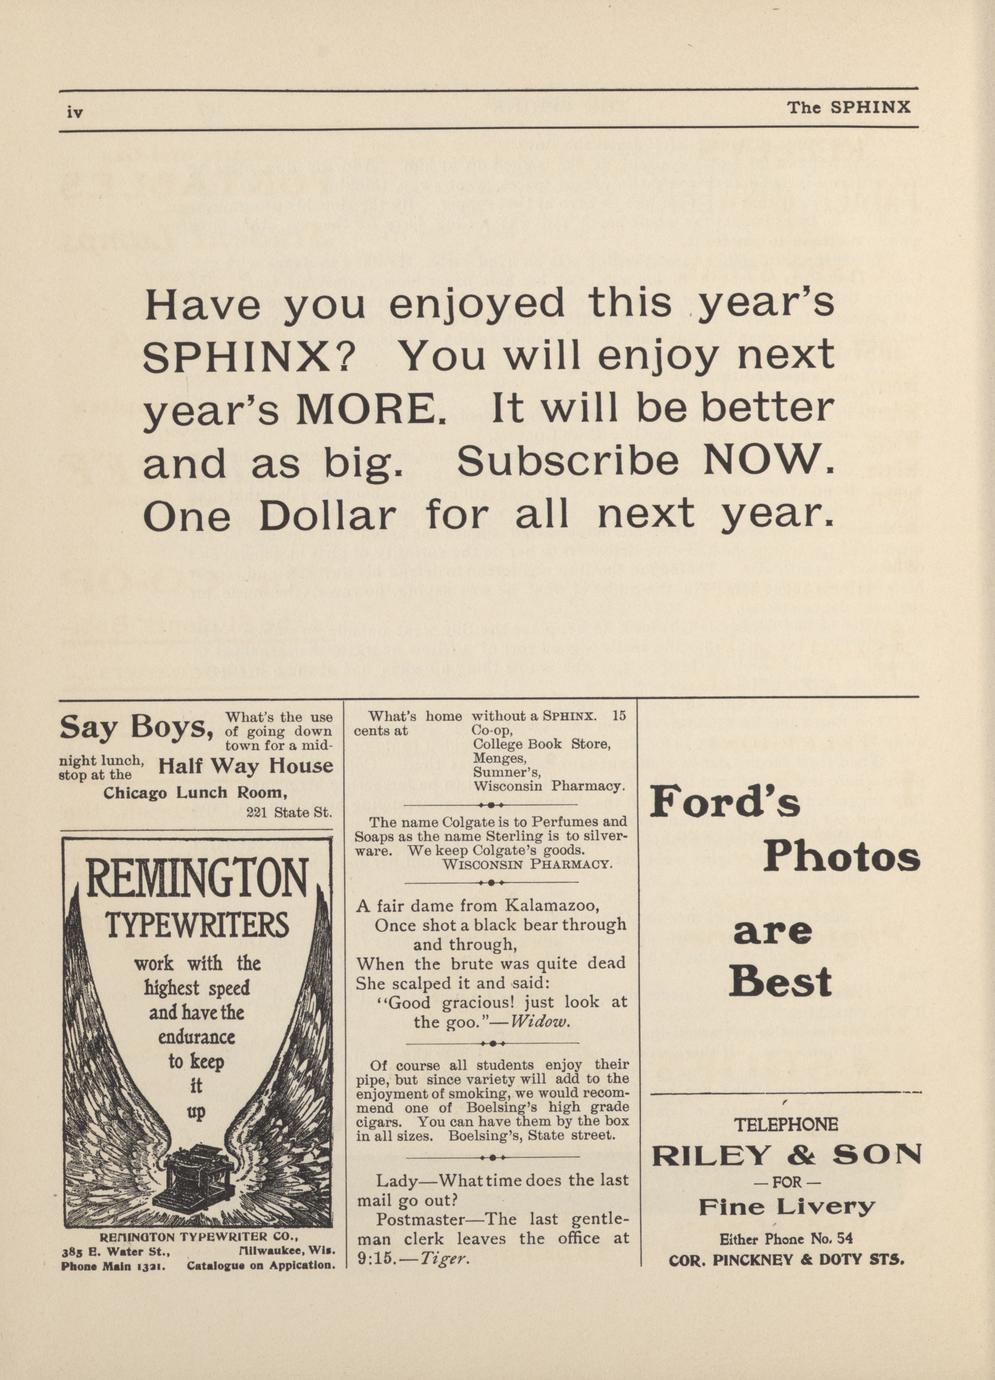 iv
The SPHINX
Have you enjoyed this year's
SPHINX? You will enjoy next
year's MORE. It will be better
and as big. Subscribe NOW.
One Dollar for all next year.
Say Boys, What's the use
of going down
town for a mid-
night lunch,
stop at the Half Way House
Chicago Lunch Room,
221 State St.
REMINGTON
TYPEWRITERS
work with the
highest speed
and have the
endurance
to keep
it
up
REMINGTON TYPEWRITER CO.,
385 E. Water St., Milwaukee, Wis.
Phone Main 1321. Catalogue on Appication.
What's home without a SPHINX. 15
cents at Co-op,
College Book Store,
Menges,
Sumner's,
Wisconsin Pharmacy.
The name Colgate is to Perfumes and
Soaps as the name Sterling is to silver-
ware. We keep Colgate's goods.
WISCONSIN PHARMACY.
A fair dame from Kalamazoo,
Once shot a black bear through
and through,
When the brute was quite dead
She scalped it and said:
"Good gracious! just look at
the goo."—Widow.
Of course all students enjoy their
pipe, but since variety will add to the
enjoyment of smoking, we would recom-
mend one of Boelsing's high grade
cigars. You can have them by the box
in all sizes. Boelsing's, State street.
Lady—What time does the last
mail go out?
Postmaster—The last gentle-
man clerk leaves the office at
9:15.—Tiger.
Ford's
Photos
are
Best
TELEPHONE
RILEY & SON
— FOR —
Fine Livery
Either Phone No. 54
COR. PINCKNEY & DOTY STS.